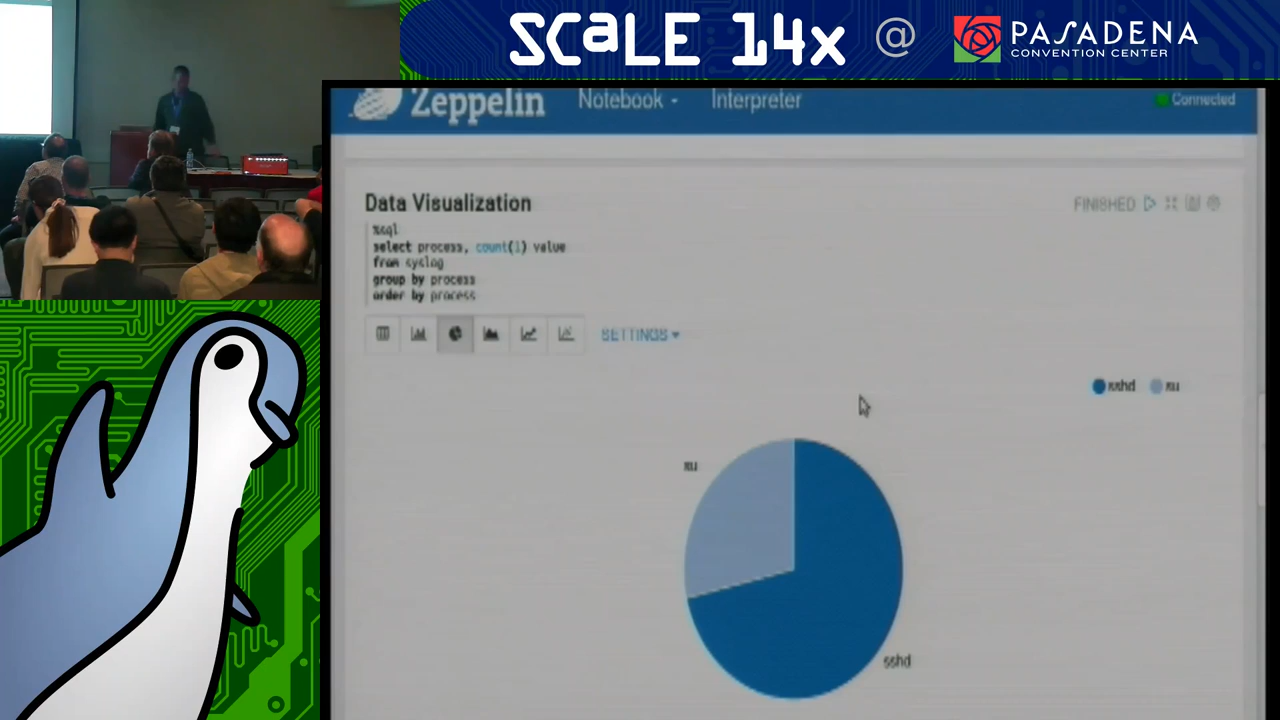 SCALE 14x @ PASADENA
CONVENTION CENTER
Zeppelin Notebook Interpreter Connected
Data Visualization FINISHED
%sql
select process, count(1) value
from syslog
group by process
order by process
SETTINGS
sshd su
su
sshd